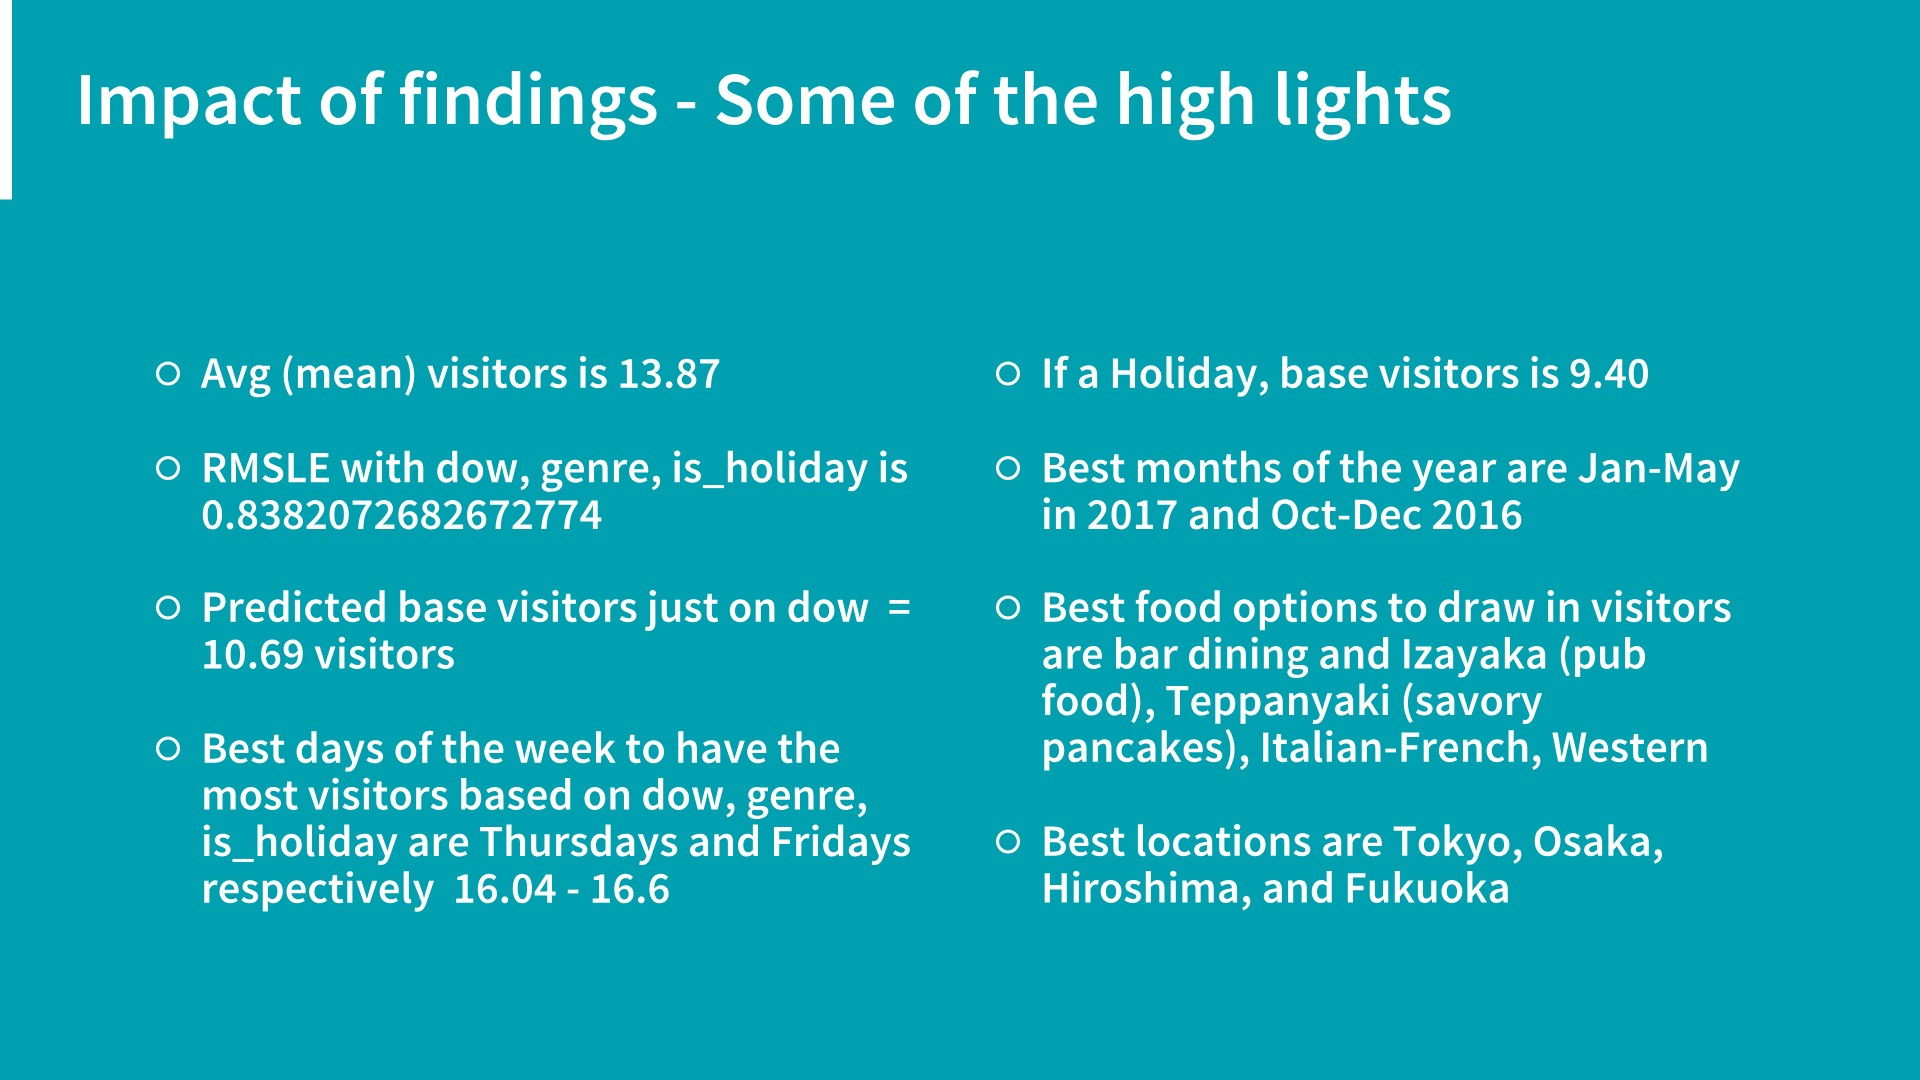 Impact of findings - Some of the high lights
Avg (mean) visitors is 13.87
RMSLE with dow, genre, is_holiday is
0.8382072682672774
Predicted base visitors just on dow  =
10.69 visitors
Best days of the week to have the
most visitors based on dow, genre,
is_holiday are Thursdays and Fridays
respectively  16.04 - 16.6
If a Holiday, base visitors is 9.40
Best months of the year are Jan-May
in 2017 and Oct-Dec 2016
Best food options to draw in visitors
are bar dining and Izayaka (pub
food), Teppanyaki (savory
pancakes), Italian-French, Western
Best locations are Tokyo, Osaka,
Hiroshima, and Fukuoka